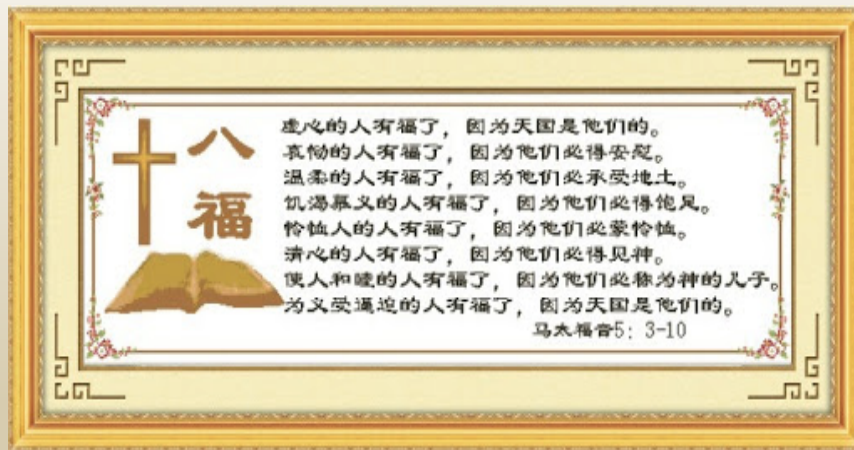 八福
虚心的人有福了，因为天国是他们的。
哀恸的人有福了，因为他们必得安慰。
温柔的人有福了，因为他们必承受地土。
饥渴慕义的人有福了，因为他们必得饱足。
怜恤人的人有福了，因为他们必蒙怜恤。
清心的人有福了，因为他们必得见神。
使人和睦的人有福了，因为他们必称为神的儿子。
为义受逼迫的人有福了，因为天国是他们的。
马太福音5：3-10